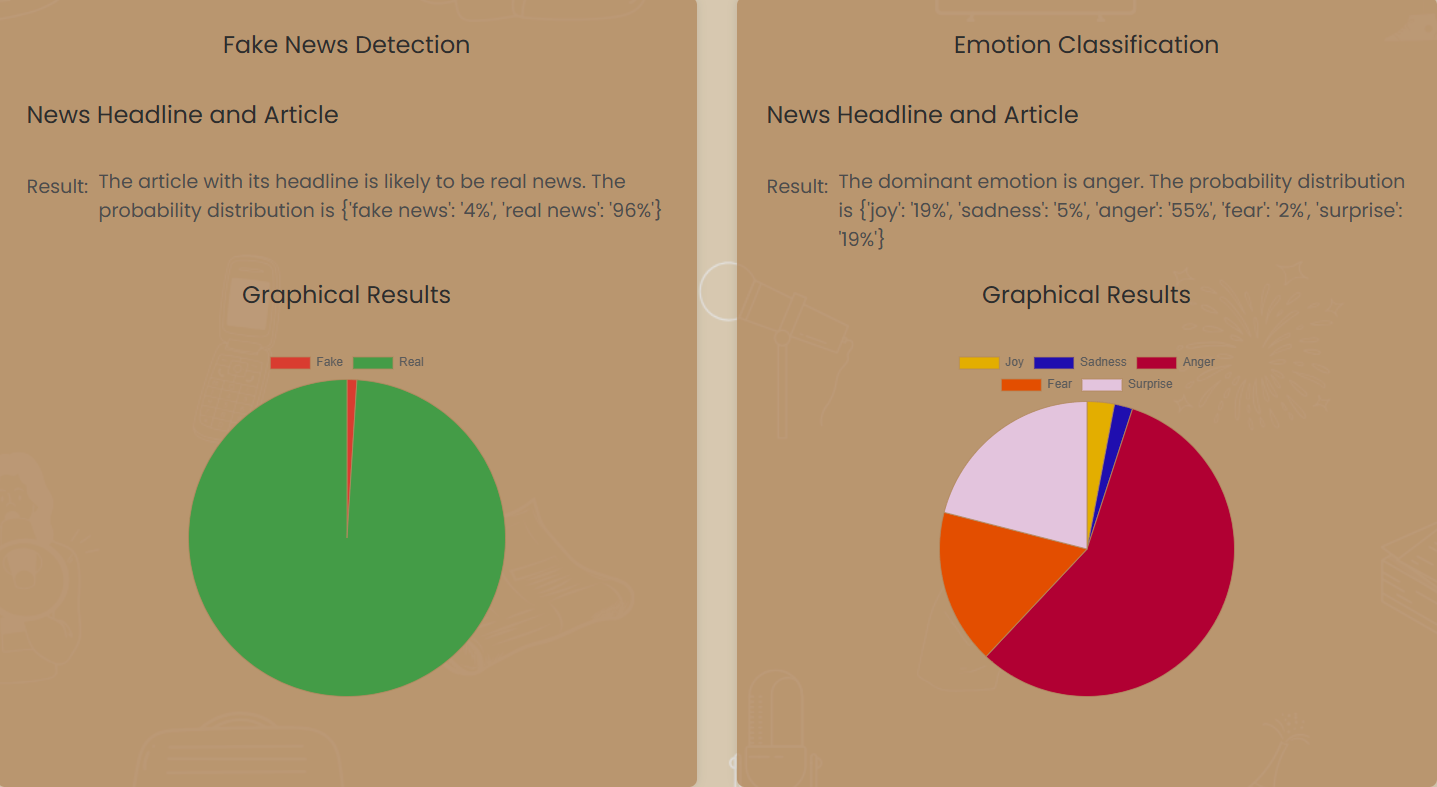 Fake News Detection
News Headline and Article
Result: The article with its headline is likely to be real news. The
probability distribution is {'fake news': '4%', 'real news': '96%'}
Graphical Results
Fake Real
Emotion Classification
News Headline and Article
Result: The dominant emotion is anger. The probability distribution
is {'joy': '19%', 'sadness': '5%', 'anger': '55%', 'fear': '2%', 'surprise':
'19%'}
Graphical Results
Joy Sadness Anger
Fear Surprise